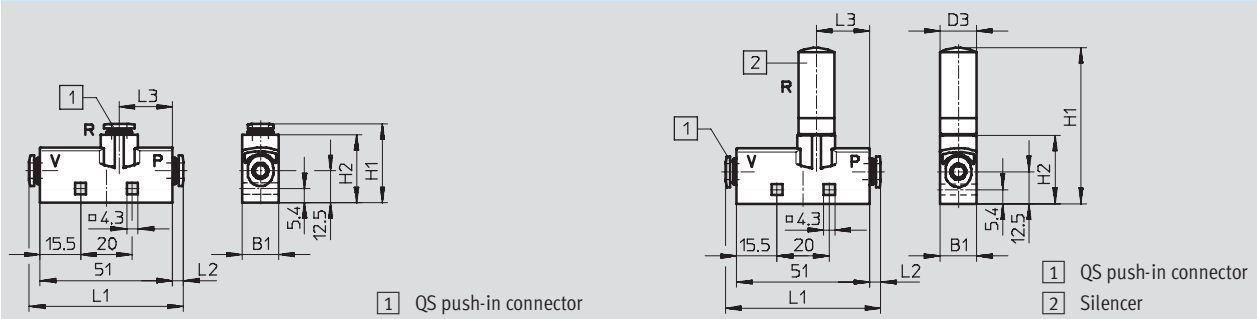 L3
1
R
V
P
H2
H1
5.4
12.5
□4.3
15.5
20
B1
51
L2
L1
1 QS push-in connector
L3
D3
2
R
1
V
P
H1
H2
5.4
12.5
□4.3
15.5
20
B1
51
L2
L1
1 QS push-in connector
2 Silencer